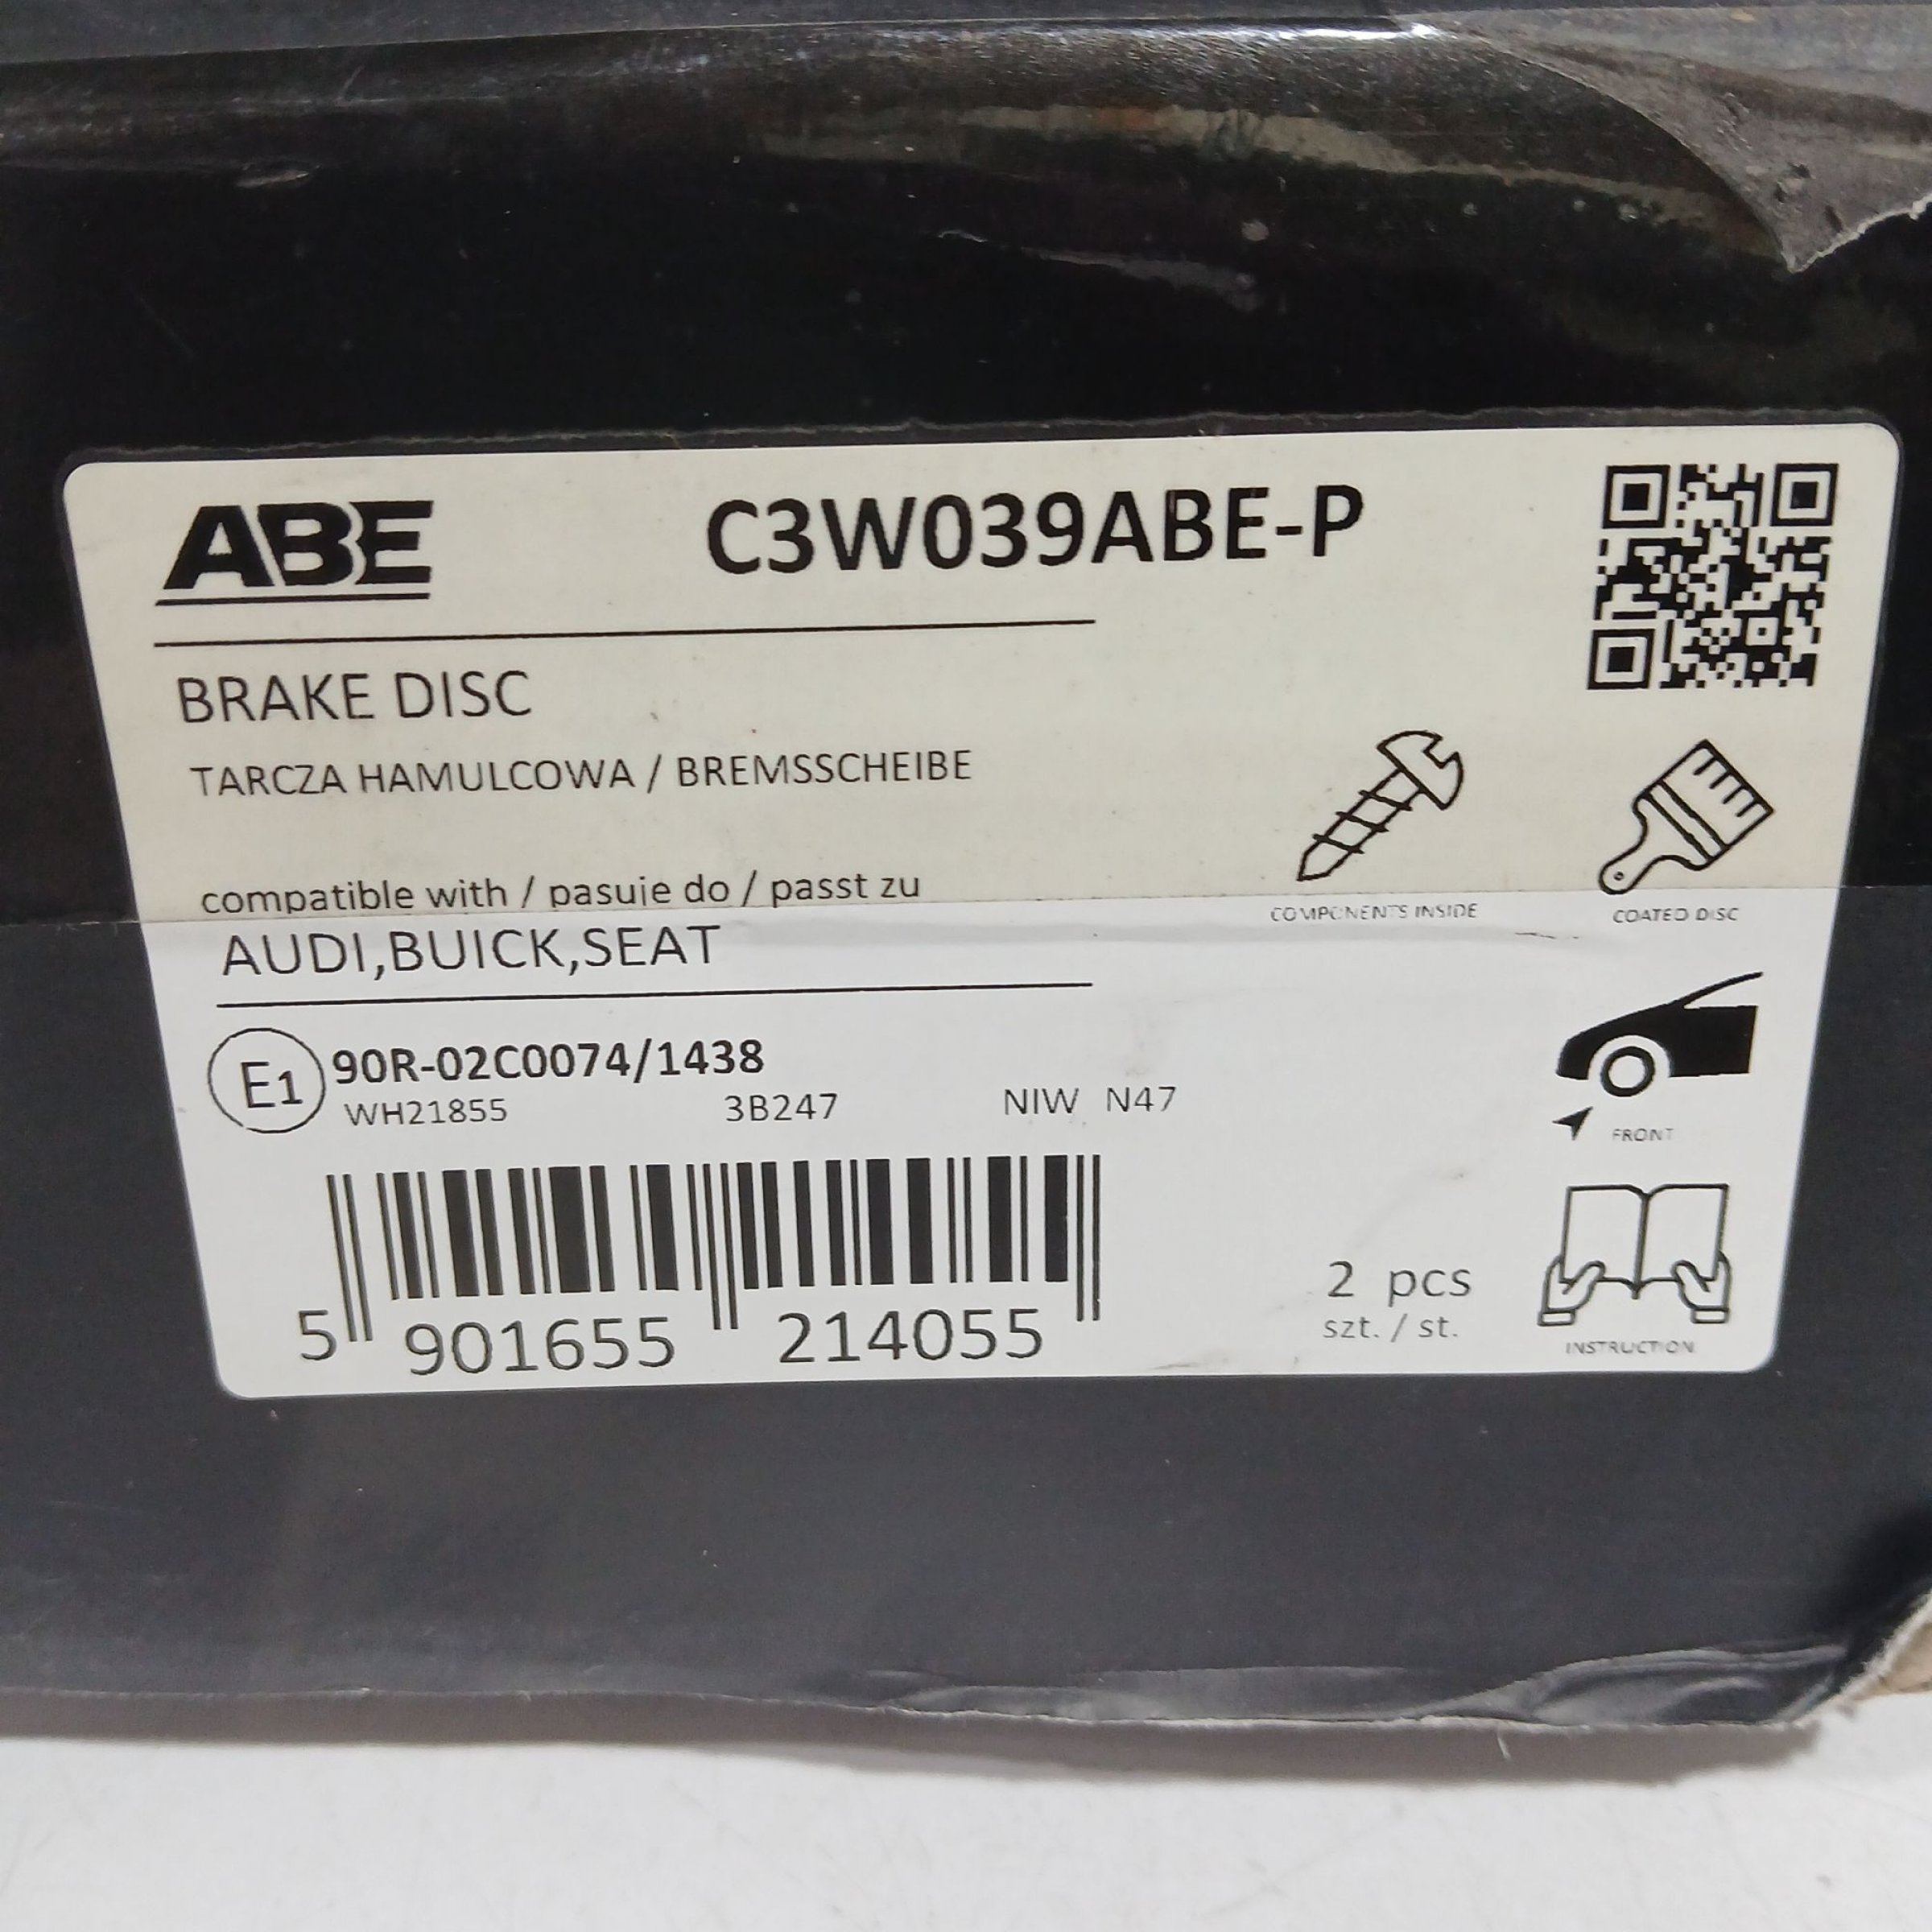 ABE C3W039ABE-P
BRAKE DISC
TARCZA HAMULCOWA / BREMSSCHEIBE
compatible with / pasuje do / passt zu
COMPONENTS INSIDE COATED DISC
AUDI,BUICK,SEAT
E1 90R-02C0074/1438
WH21855 3B247 NIW N47
FRONT
5 901655 214055
2 pcs
szt. / st.
INSTRUCTION